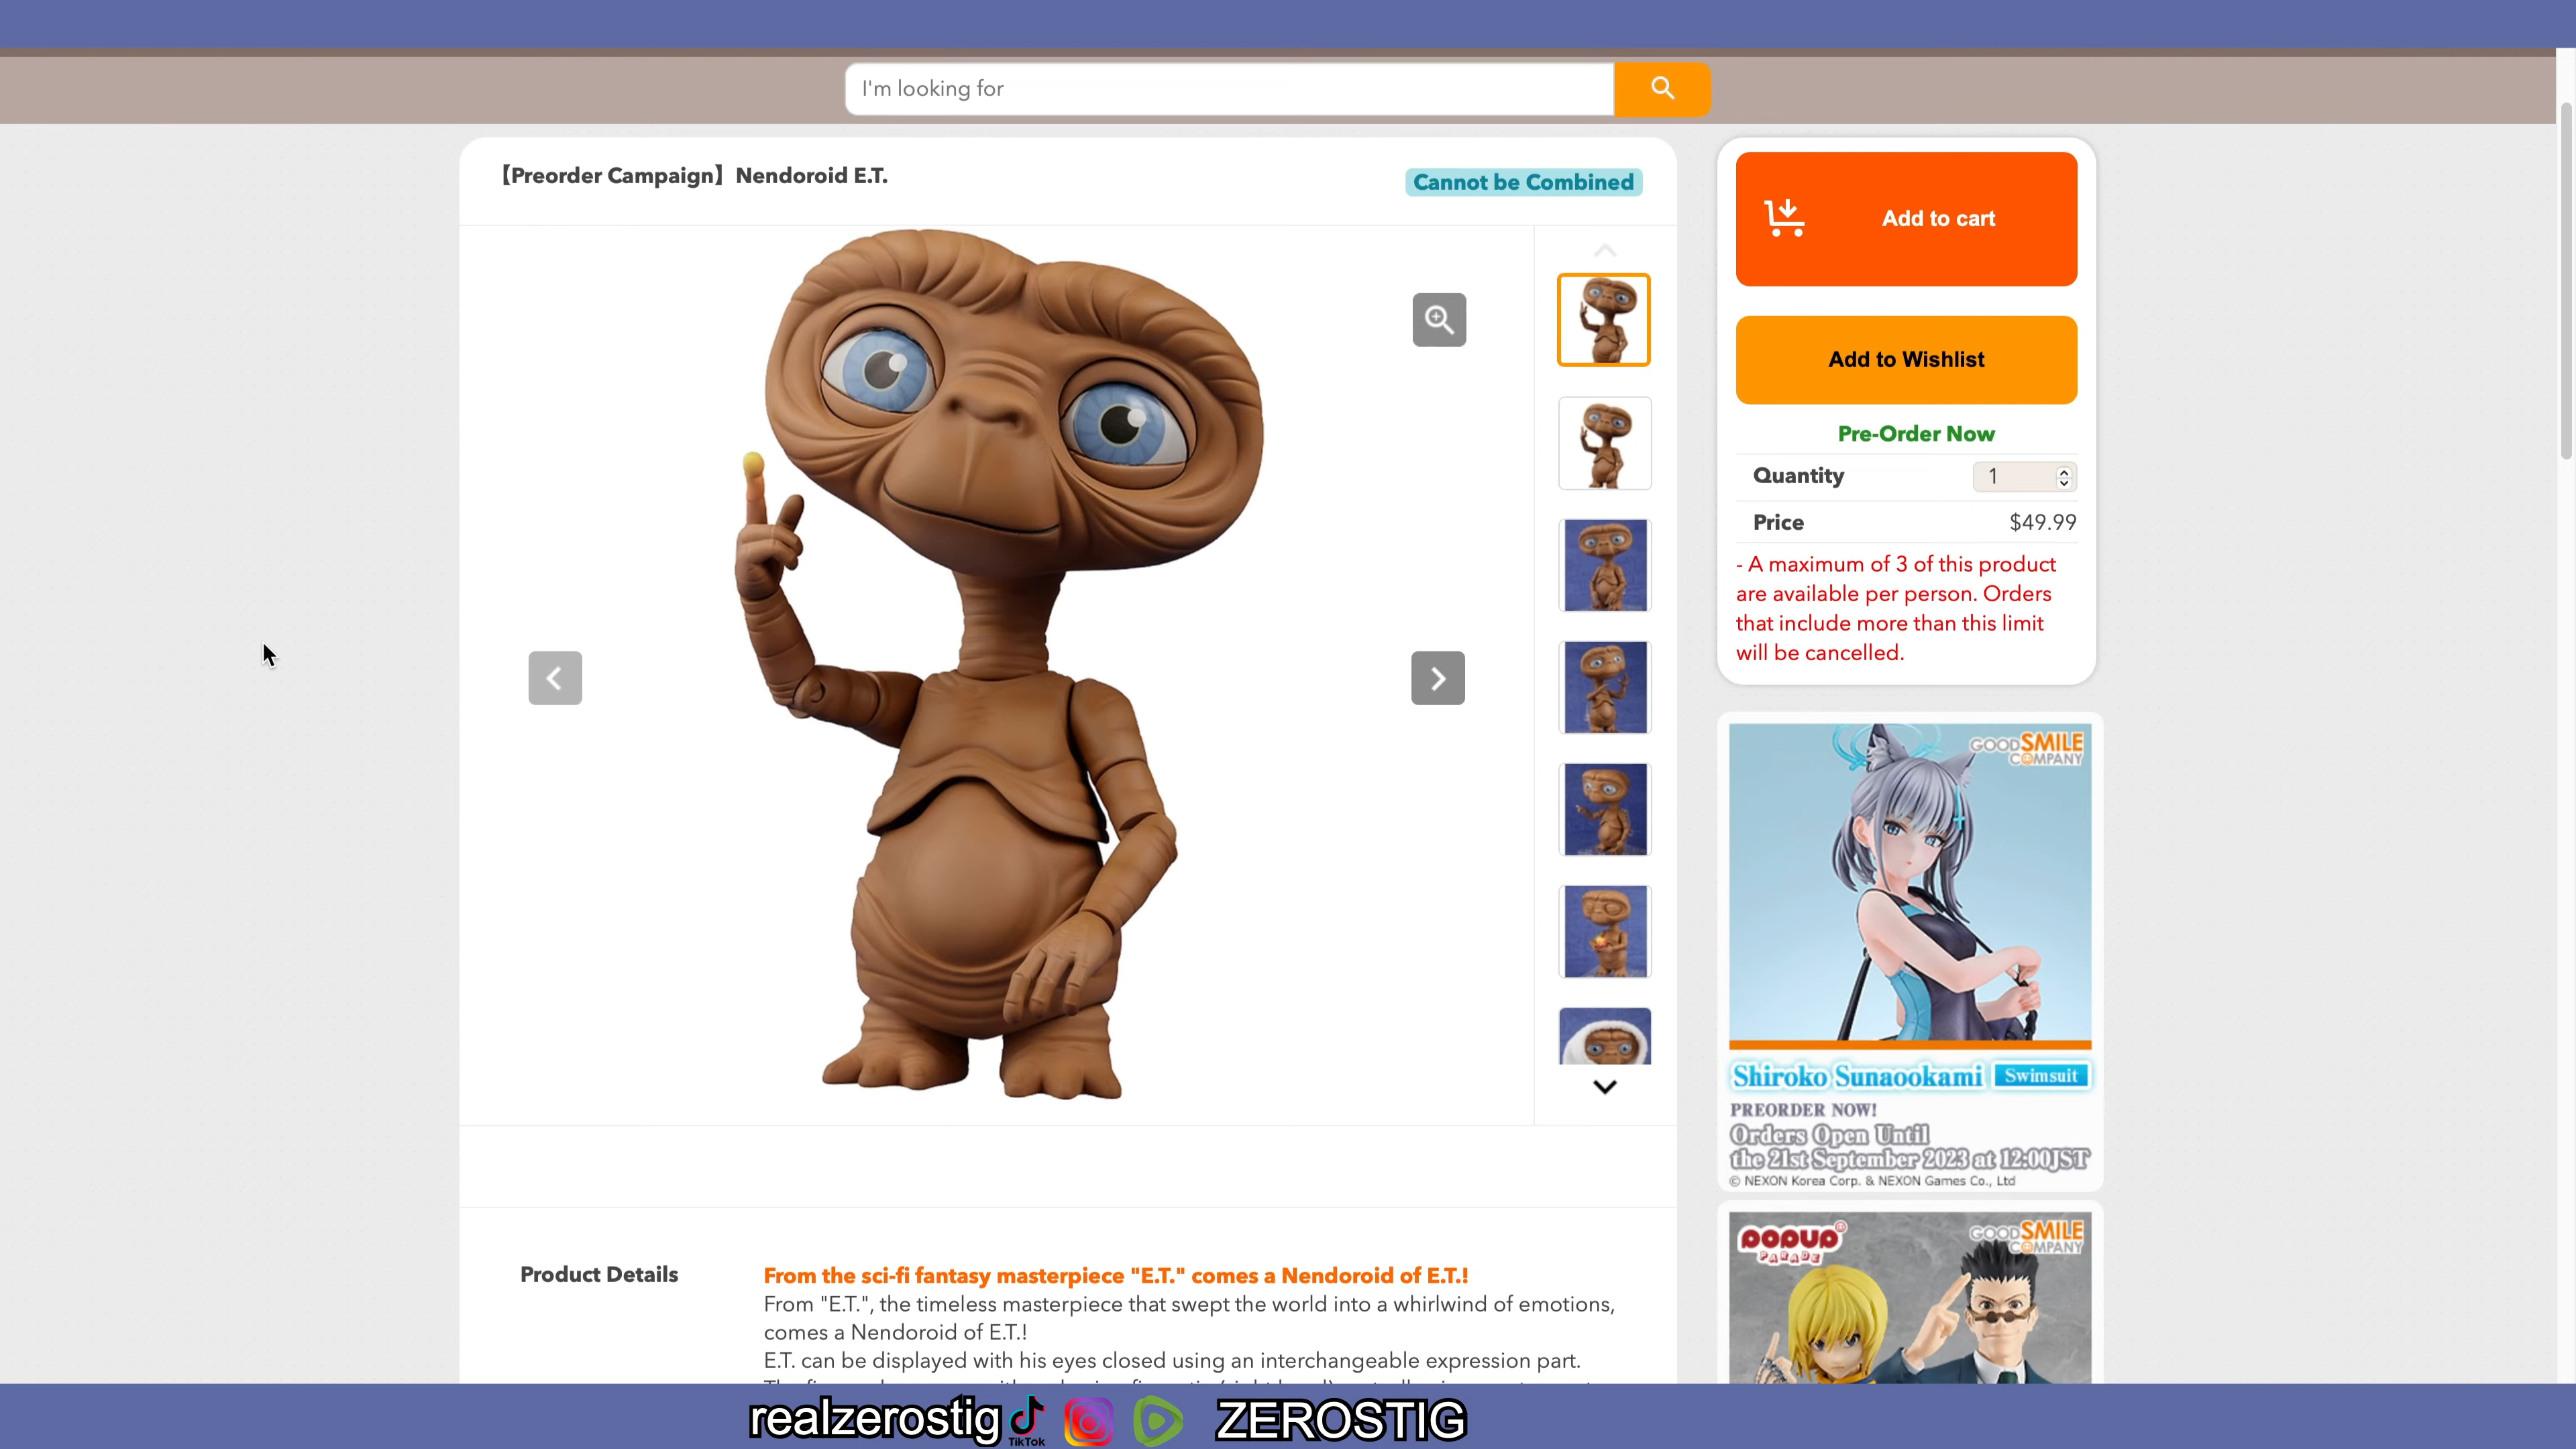 I'm looking for
【Preorder Campaign】Nendoroid E.T.
Cannot be Combined
Add to cart
Add to Wishlist
Pre-Order Now
Quantity 1
Price $49.99
- A maximum of 3 of this product
are available per person. Orders
that include more than this limit
will be cancelled.
GOODSMILE
COMPANY
Shiroko Sunaookami Swimsuit
PREORDER NOW!
Orders Open Until
the 21st September 2023 at 12:00JST
© NEXON Korea Corp. & NEXON Games Co., Ltd
POPUP
PARADE
GOODSMILE
COMPANY
Product Details
From the sci-fi fantasy masterpiece "E.T." comes a Nendoroid of E.T.!
From "E.T.", the timeless masterpiece that swept the world into a whirlwind of emotions,
comes a Nendoroid of E.T.!
E.T. can be displayed with his eyes closed using an interchangeable expression part.
realzerostig TikTok ZEROSTIG